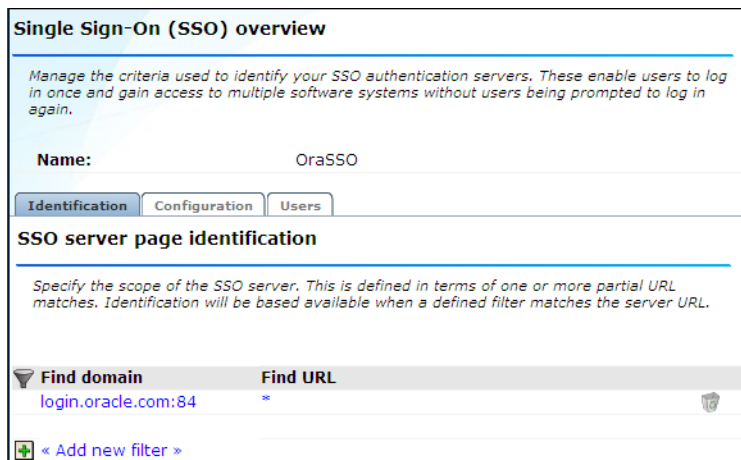 Single Sign-On (SSO) overview
Manage the criteria used to identify your SSO authentication servers. These enable users to log
in once and gain access to multiple software systems without users being prompted to log in
again.
Name: OraSSO
Identification Configuration Users
SSO server page identification
Specify the scope of the SSO server. This is defined in terms of one or more partial URL
matches. Identification will be based available when a defined filter matches the server URL.
Find domain Find URL
login.oracle.com:84 *
« Add new filter »